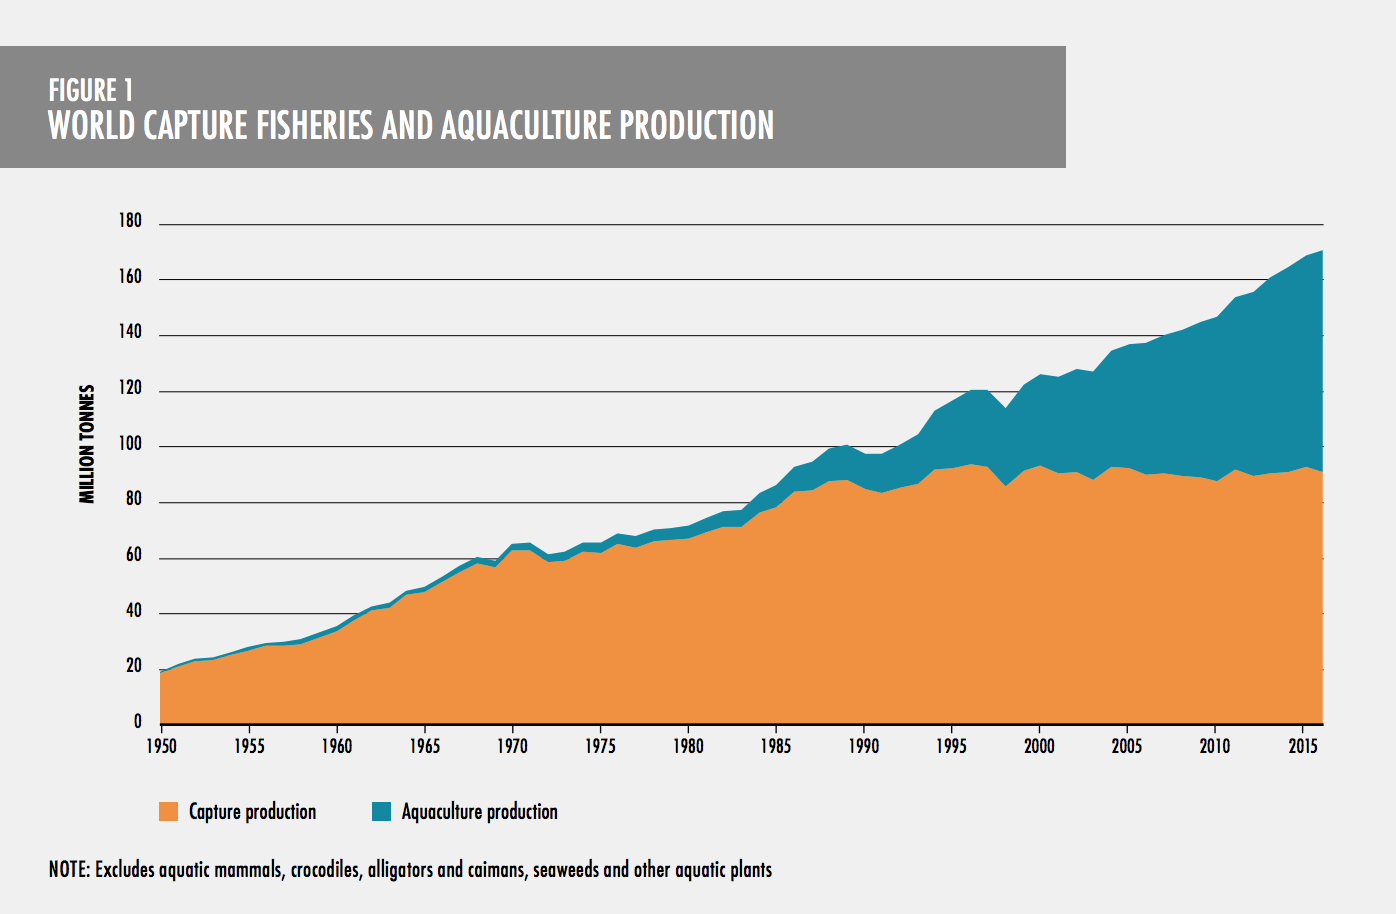 FIGURE 1
WORLD CAPTURE FISHERIES AND AQUACULTURE PRODUCTION
180
160
140
120
100
80
60
40
20
0
MILLION TONNES
1950 1955 1960 1965 1970 1975 1980 1985 1990 1995 2000 2005 2010 2015
Capture production Aquaculture production
NOTE: Excludes aquatic mammals, crocodiles, alligators and caimans, seaweeds and other aquatic plants